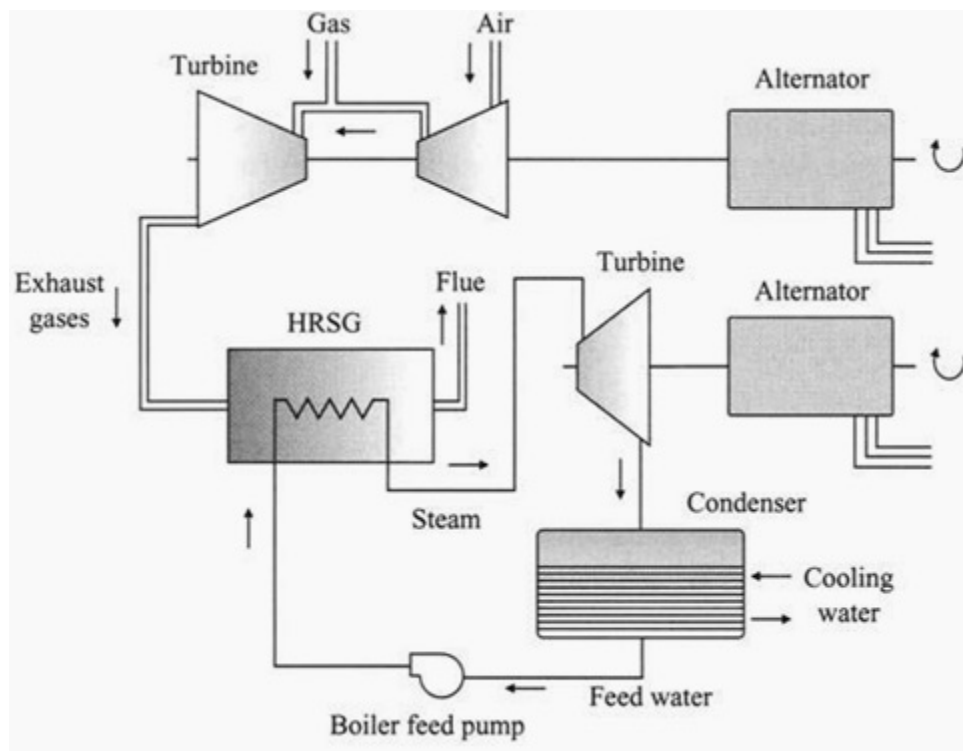 Gas
Air
Turbine
Alternator
Exhaust
gases
HRSG
Flue
Turbine
Alternator
Steam
Condenser
Cooling
water
Feed water
Boiler feed pump